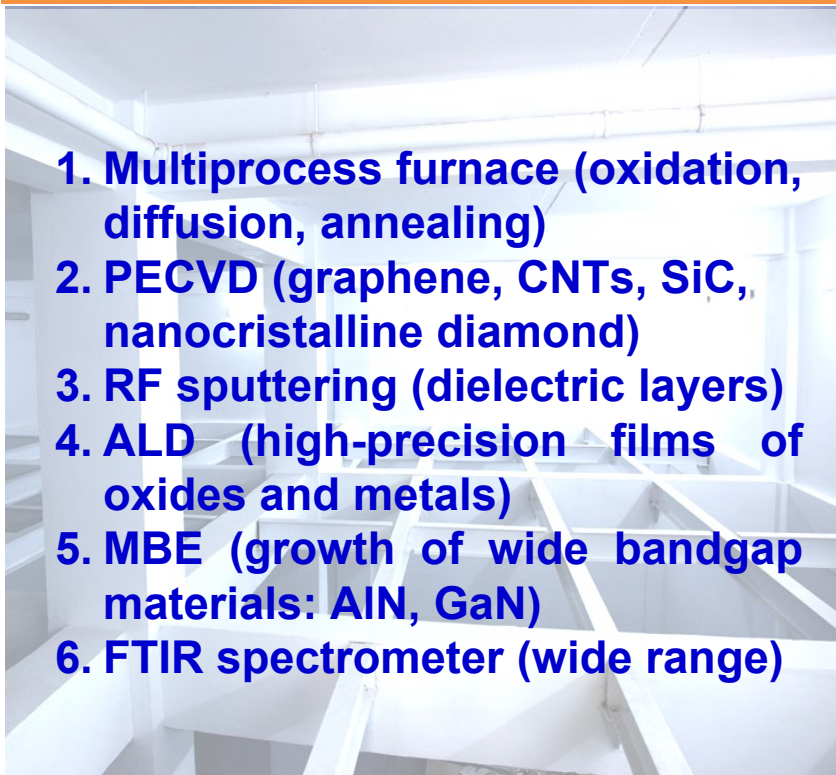 1. Multiprocess furnace (oxidation,
diffusion, annealing)
2. PECVD (graphene, CNTs, SiC,
nanocristalline diamond)
3. RF sputtering (dielectric layers)
4. ALD (high-precision films of
oxides and metals)
5. MBE (growth of wide bandgap
materials: AlN, GaN)
6. FTIR spectrometer (wide range)